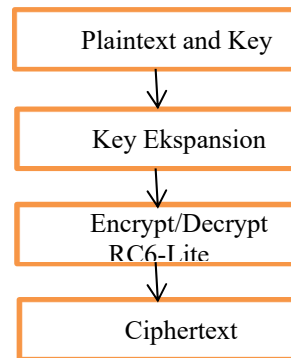 Plaintext and Key
Key Ekspansion
Encrypt/Decrypt
RC6-Lite
Ciphertext